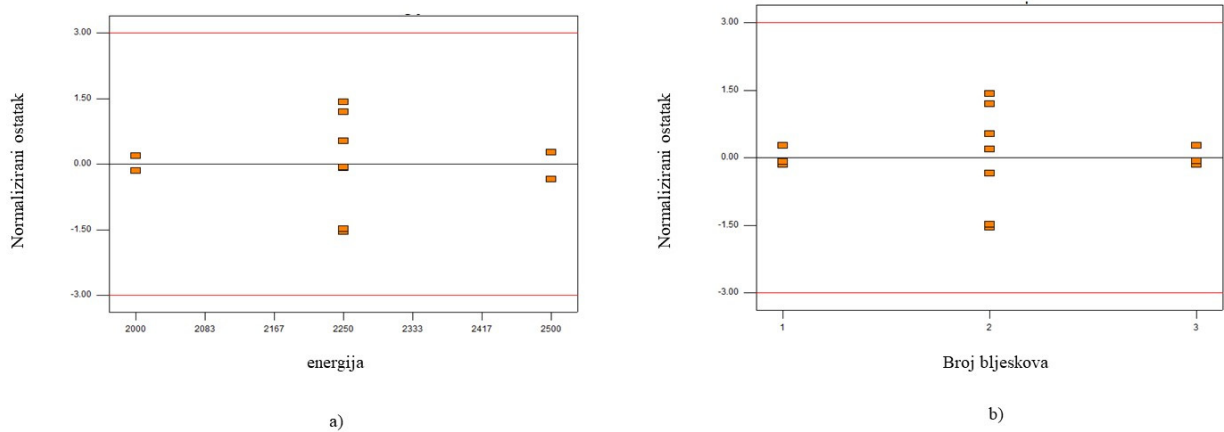 Normalizirani ostatak
3.00
1.50
0.00
-1.50
-3.00
2000 2083 2167 2250 2333 2417 2500
energija
a)
Normalizirani ostatak
3.00
1.50
0.00
-1.50
-3.00
1 2 3
Broj bljeskova
b)